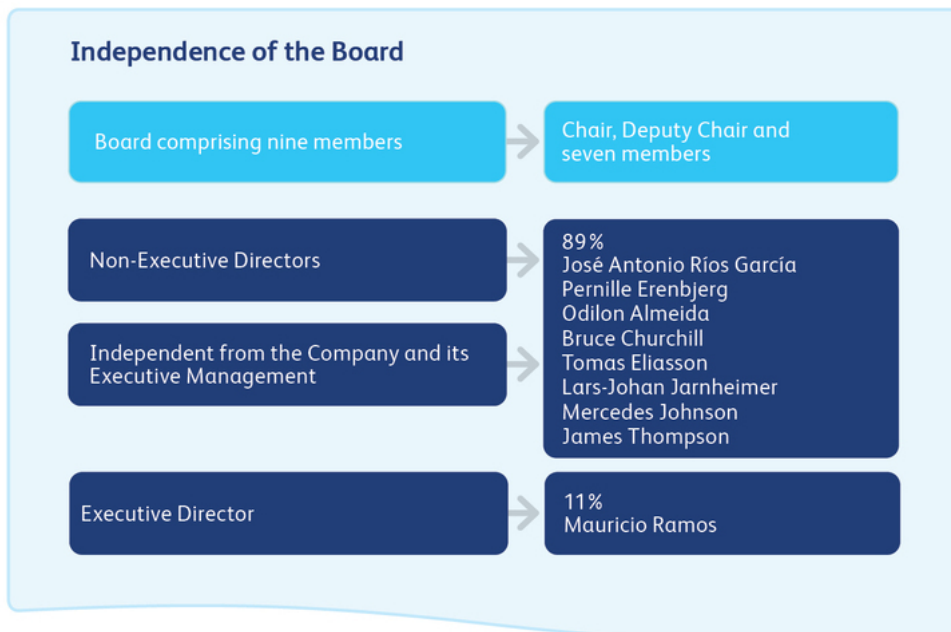 Independence of the Board
Board comprising nine members
Chair, Deputy Chair and
seven members
Non-Executive Directors
Independent from the Company and its
Executive Management
89%
José Antonio Ríos García
Pernille Erenbjerg
Odilon Almeida
Bruce Churchill
Tomas Eliasson
Lars-Johan Jarnheimer
Mercedes Johnson
James Thompson
Executive Director
11%
Mauricio Ramos